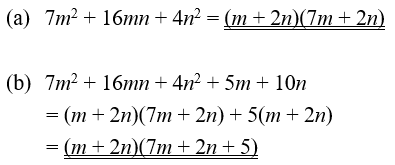 (a) 7m² + 16mn + 4n² = (m + 2n)(7m + 2n)
(b) 7m² + 16mn + 4n² + 5m + 10n
= (m + 2n)(7m + 2n) + 5(m + 2n)
= (m + 2n)(7m + 2n + 5)